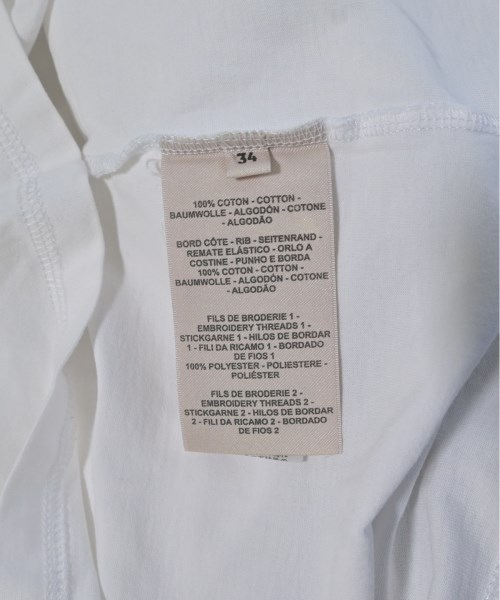 34
100% COTON - COTTON -
BAUMWOLLE - ALGODÓN - COTONE
- ALGODÃO
BORD CÔTE - RIB - SEITENRAND -
REMATE ELÁSTICO - ORLO A
COSTINE - PUNHO E BORDA
100% COTON - COTTON -
BAUMWOLLE - ALGODÓN - COTONE
- ALGODÃO
FILS DE BRODERIE 1 -
EMBROIDERY THREADS 1 -
STICKGARNE 1 - HILOS DE BORDAR
1 - FILI DA RICAMO 1 - BORDADO
DE FIOS 1
100% POLYESTER - POLIESTERE -
POLIÉSTER
FILS DE BRODERIE 2 -
EMBROIDERY THREADS 2 -
STICKGARNE 2 - HILOS DE BORDAR
2 - FILI DA RICAMO 2 - BORDADO
DE FIOS 2